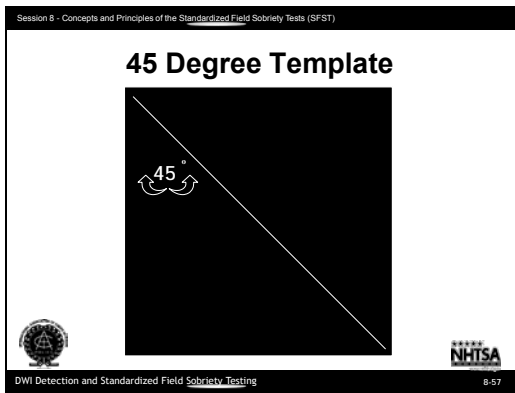 Session 8 - Concepts and Principles of the Standardized Field Sobriety Tests (SFST)
45 Degree Template
45°
NHTSA
DWI Detection and Standardized Field Sobriety Testing
8-57